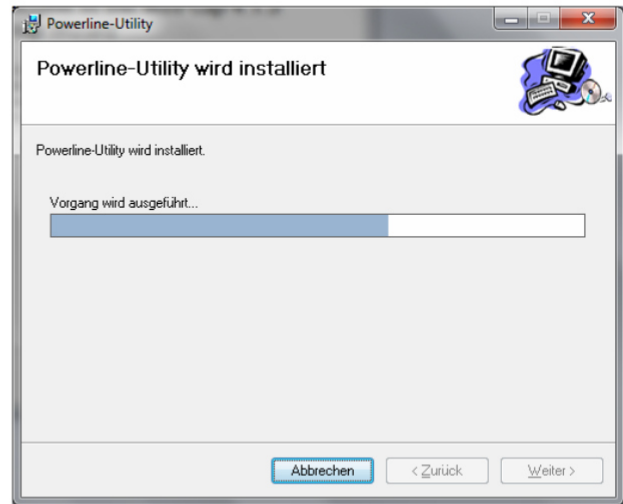 Powerline-Utility
Powerline-Utility wird installiert
Powerline-Utility wird installiert.
Vorgang wird ausgeführt...
Abbrechen
< Zurück
Weiter >